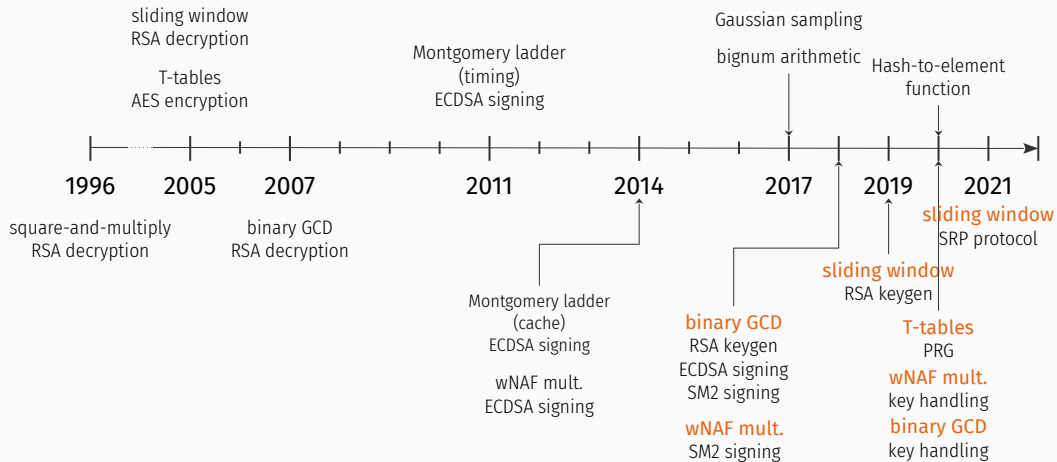 sliding window
RSA decryption
T-tables
AES encryption
Montgomery ladder
(timing)
ECDSA signing
Gaussian sampling
bignum arithmetic
Hash-to-element
function
1996
2005
2007
2011
2014
2017
2019
2021
square-and-multiply
RSA decryption
binary GCD
RSA decryption
Montgomery ladder
(cache)
ECDSA signing
wNAF mult.
ECDSA signing
binary GCD
RSA keygen
ECDSA signing
SM2 signing
wNAF mult.
SM2 signing
sliding window
RSA keygen
sliding window
SRP protocol
T-tables
PRG
wNAF mult.
key handling
binary GCD
key handling